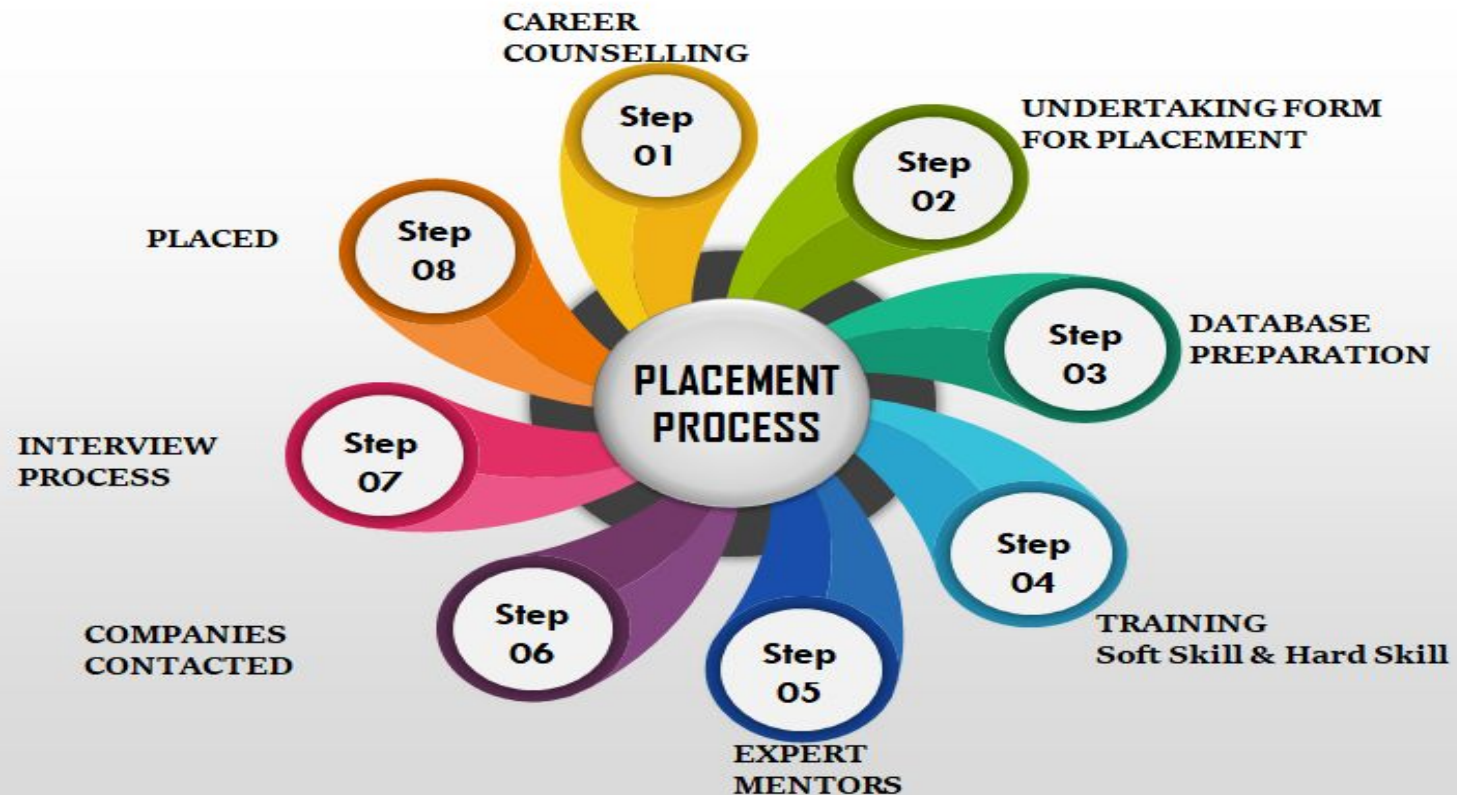 CAREER
COUNSELLING
Step
01
UNDERTAKING FORM
FOR PLACEMENT
Step
02
DATABASE
PREPARATION
Step
03
TRAINING
Soft Skill & Hard Skill
Step
04
EXPERT
MENTORS
Step
05
COMPANIES
CONTACTED
Step
06
INTERVIEW
PROCESS
Step
07
PLACED
Step
08
PLACEMENT
PROCESS